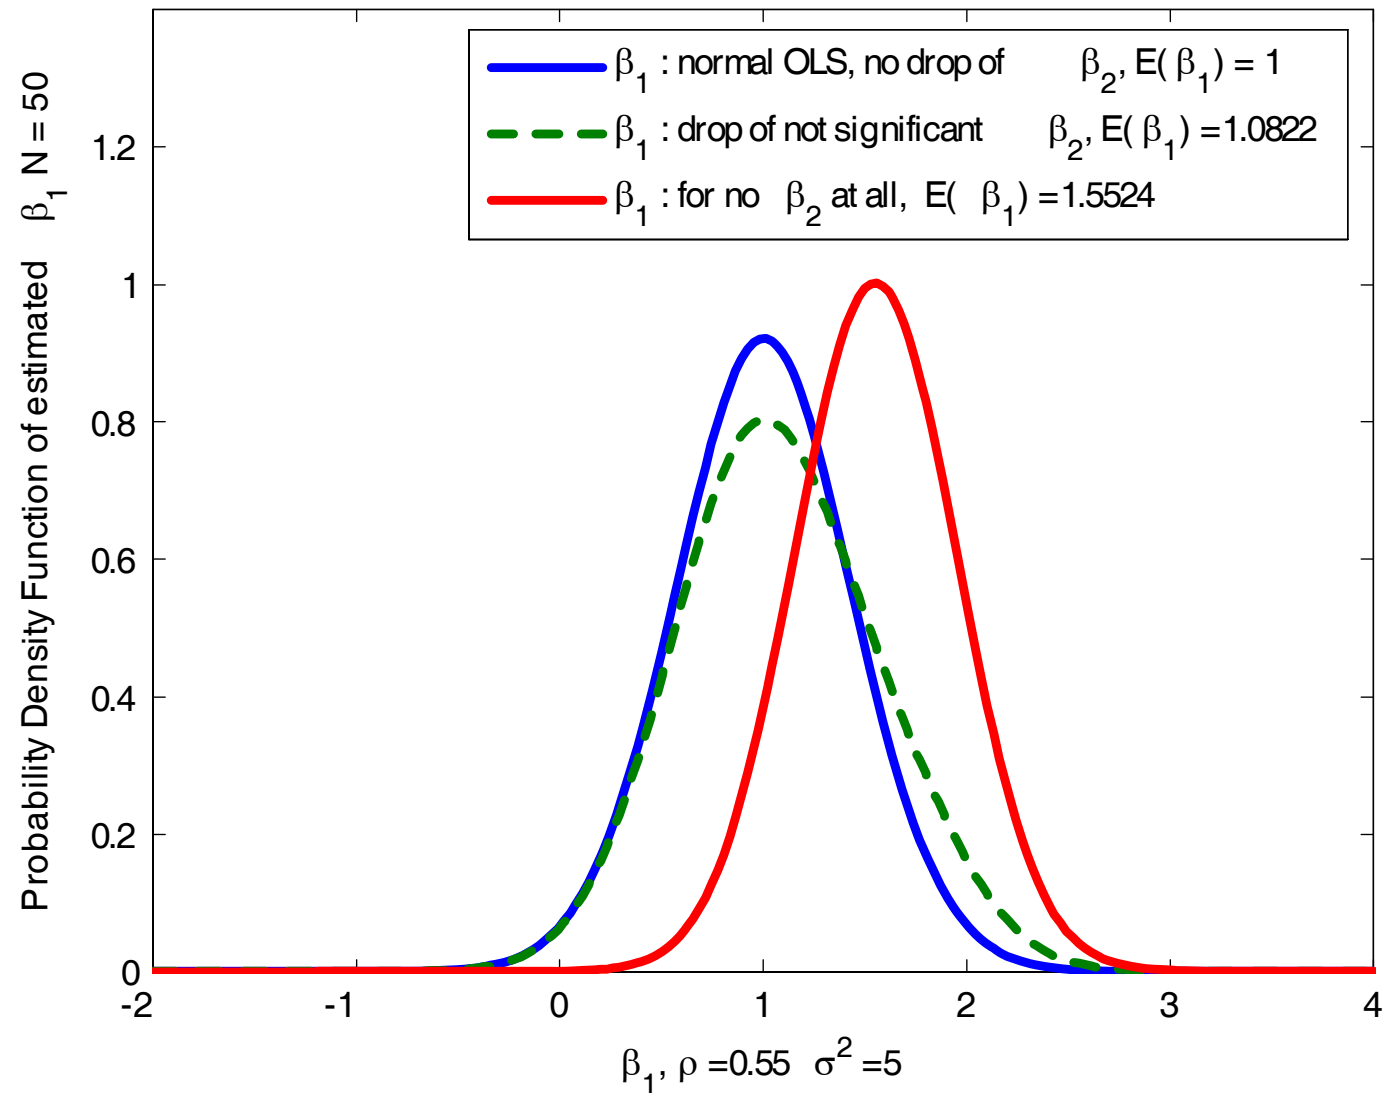 β1 : normal OLS, no drop of β2, E( β1) = 1
β1 : drop of not significant β2, E( β1) =1.0822
β1 : for no β2 at all, E( β1) =1.5524
Probability Density Function of estimated β1 N = 50
1.2
1
0.8
0.6
0.4
0.2
0
-2 -1 0 1 2 3 4
β1, ρ =0.55 σ2 =5